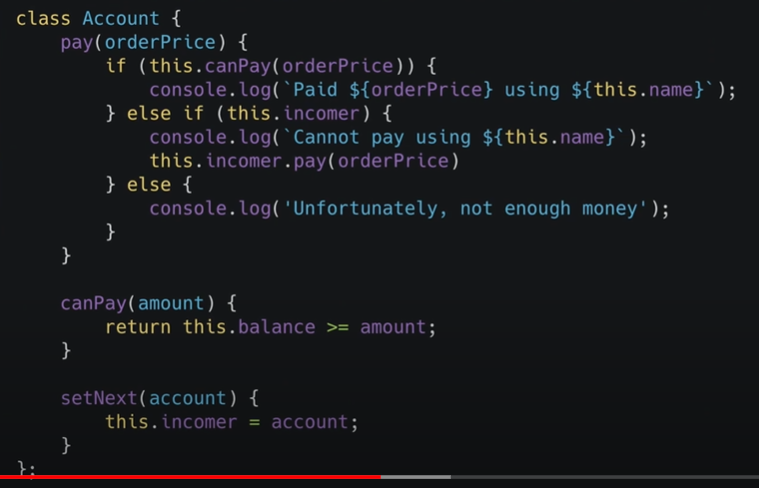 class Account {
    pay(orderPrice) {
        if (this.canPay(orderPrice)) {
            console.log(`Paid ${orderPrice} using ${this.name}`);
        } else if (this.incomer) {
            console.log(`Cannot pay using ${this.name}`);
            this.incomer.pay(orderPrice)
        } else {
            console.log('Unfortunately, not enough money');
        }
    }

    canPay(amount) {
        return this.balance >= amount;
    }

    setNext(account) {
        this.incomer = account;
    }
};